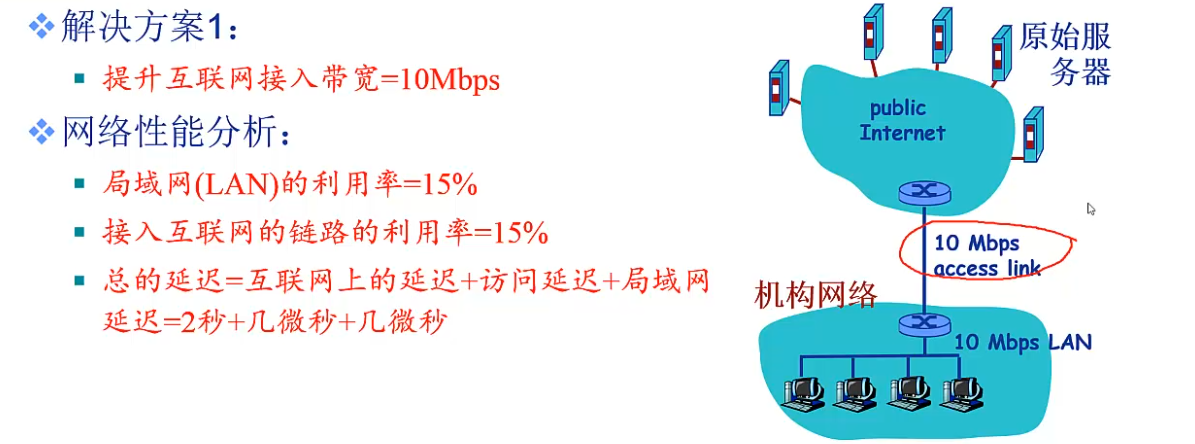 解决方案1：
提升互联网接入带宽=10Mbps
网络性能分析：
局域网(LAN)的利用率=15%
接入互联网的链路的利用率=15%
总的延迟=互联网上的延迟+访问延迟+局域网
延迟=2秒+几微秒+几微秒
原始服
务器
public
Internet
10 Mbps
access link
机构网络
10 Mbps LAN